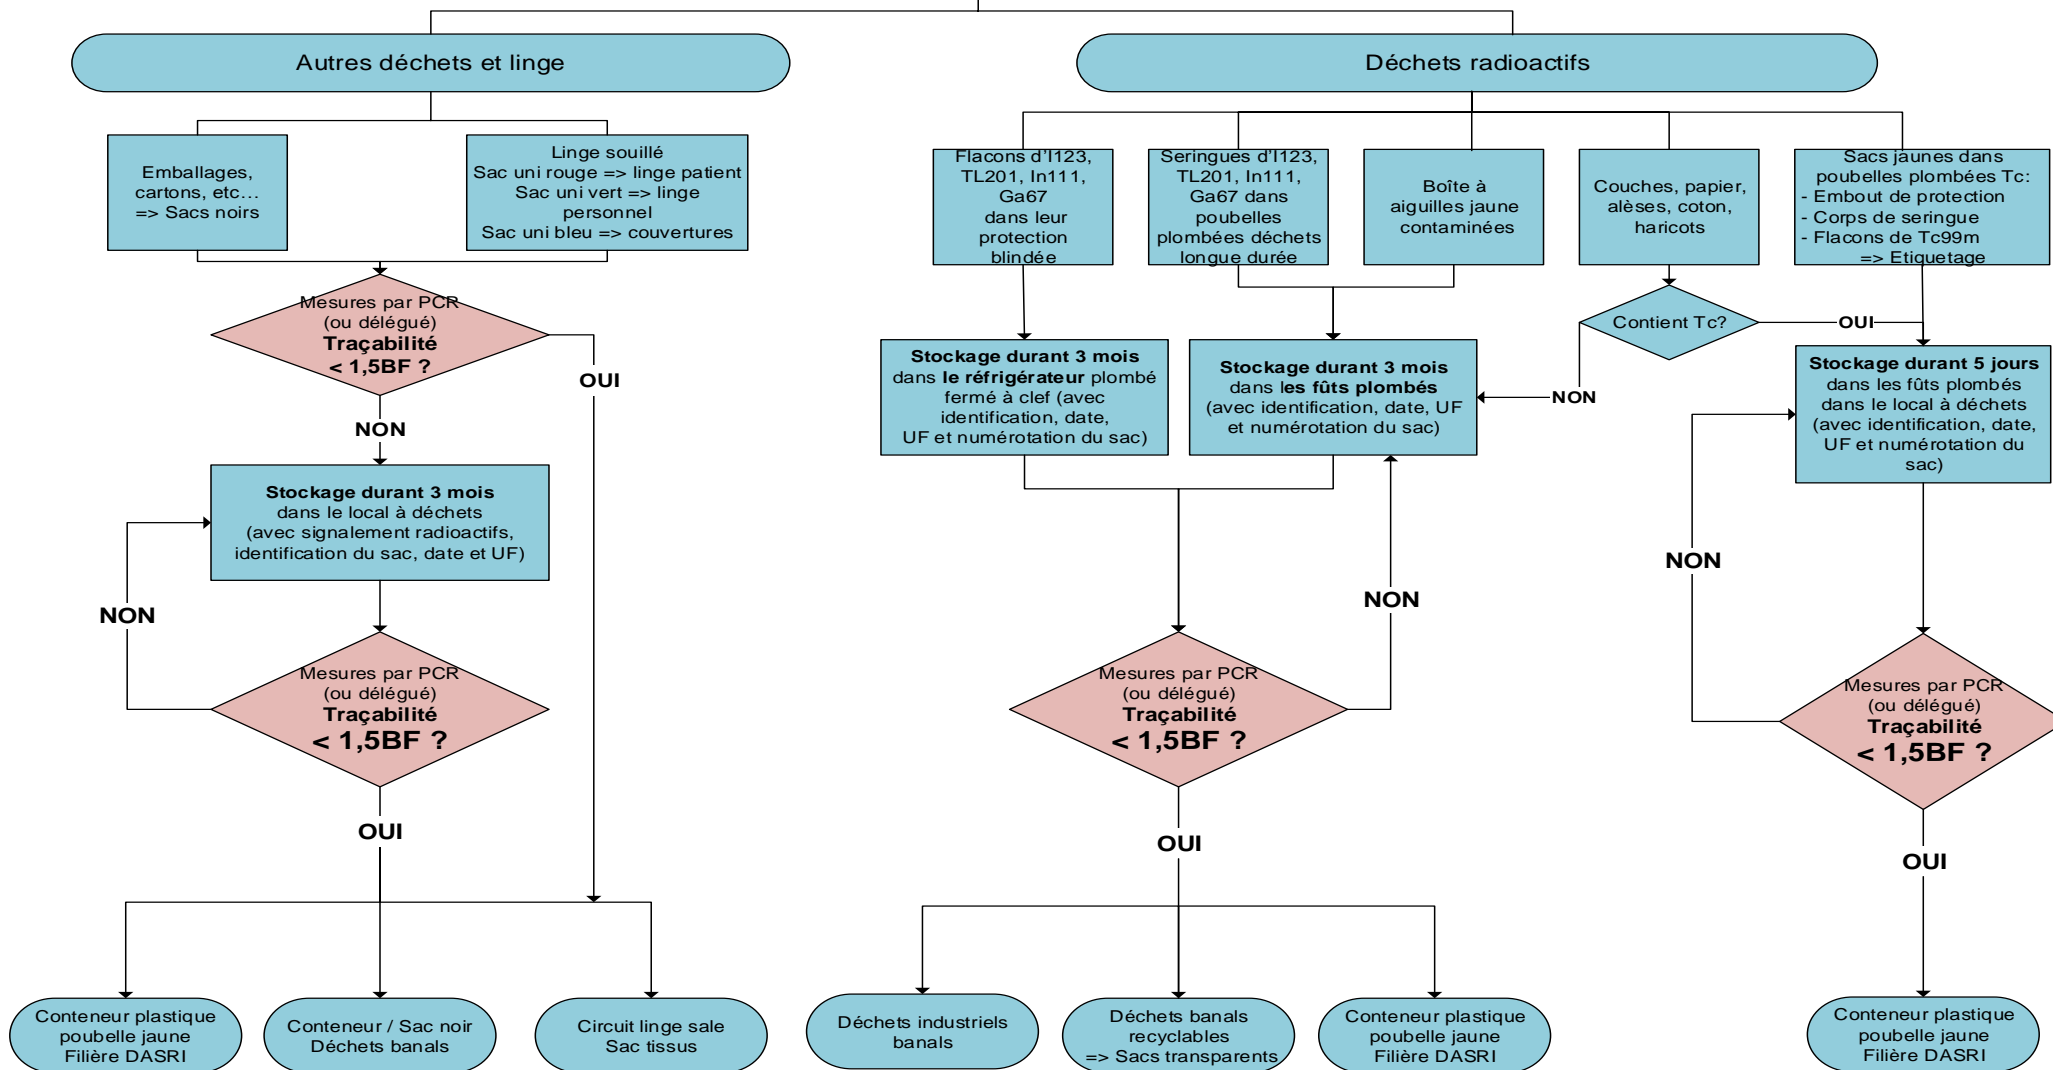 Autres déchets et linge
Déchets radioactifs
Emballages,
cartons, etc…
=> Sacs noirs
Linge souillé
Sac uni rouge => linge patient
Sac uni vert => linge
personnel
Sac uni bleu => couvertures
Flacons d'I123,
TL201, In111,
Ga67
dans leur
protection
blindée
Seringues d'I123,
TL201, In111,
Ga67 dans
poubelles
plombées déchets
longue durée
Boîte à
aiguilles jaune
contaminées
Couches, papier,
alèses, coton,
haricots
Sacs jaunes dans
poubelles plombées Tc:
- Embout de protection
- Corps de seringue
- Flacons de Tc99m
=> Etiquetage
Mesures par PCR
(ou délégué)
Traçabilité
< 1,5BF ?
OUI
NON
Contient Tc?
OUI
NON
Stockage durant 3 mois
dans le réfrigérateur plombé
fermé à clef (avec
identification, date,
UF et numérotation du sac)
Stockage durant 3 mois
dans les fûts plombés
(avec identification, date, UF
et numérotation du sac)
Stockage durant 5 jours
dans les fûts plombés
dans le local à déchets
(avec identification, date,
UF et numérotation du
sac)
Stockage durant 3 mois
dans le local à déchets
(avec signalement radioactifs,
identification du sac, date et UF)
NON
NON
NON
Mesures par PCR
(ou délégué)
Traçabilité
< 1,5BF ?
Mesures par PCR
(ou délégué)
Traçabilité
< 1,5BF ?
Mesures par PCR
(ou délégué)
Traçabilité
< 1,5BF ?
OUI
OUI
OUI
Conteneur plastique
poubelle jaune
Filière DASRI
Conteneur / Sac noir
Déchets banals
Circuit linge sale
Sac tissus
Déchets industriels
banals
Déchets banals
recyclables
=> Sacs transparents
Conteneur plastique
poubelle jaune
Filière DASRI
Conteneur plastique
poubelle jaune
Filière DASRI